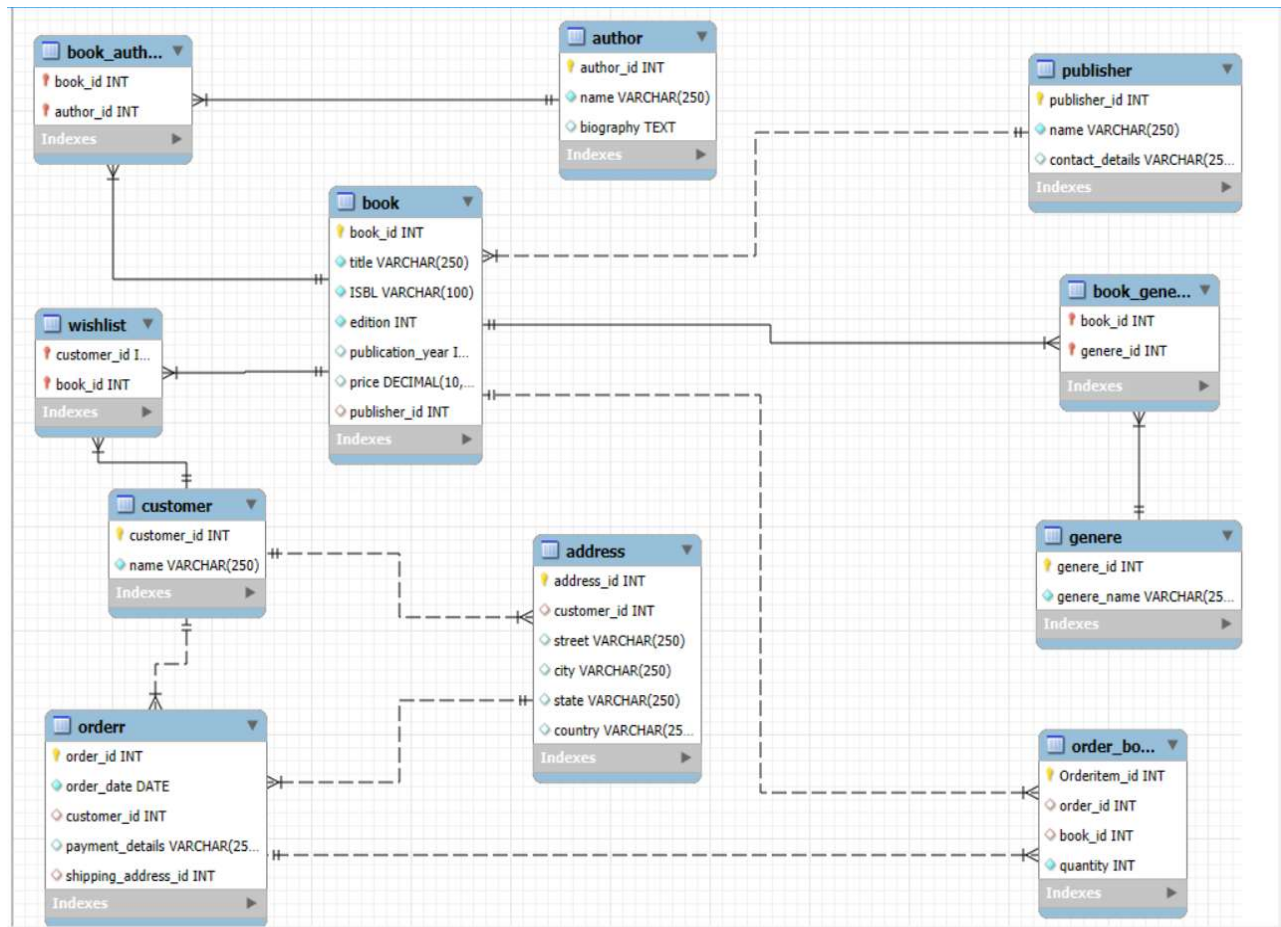 book_auth...
book_id INT
author_id INT
Indexes
author
author_id INT
name VARCHAR(250)
biography TEXT
Indexes
publisher
publisher_id INT
name VARCHAR(250)
contact_details VARCHAR(25...
Indexes
book
book_id INT
title VARCHAR(250)
ISBL VARCHAR(100)
edition INT
publication_year I...
price DECIMAL(10,...
publisher_id INT
Indexes
book_gene...
book_id INT
genere_id INT
Indexes
wishlist
customer_id I...
book_id INT
Indexes
customer
customer_id INT
name VARCHAR(250)
Indexes
address
address_id INT
customer_id INT
street VARCHAR(250)
city VARCHAR(250)
state VARCHAR(250)
country VARCHAR(25...
Indexes
genere
genere_id INT
genere_name VARCHAR(25...
Indexes
orderr
order_id INT
order_date DATE
customer_id INT
payment_details VARCHAR(25...
shipping_address_id INT
Indexes
order_bo...
Orderitem_id INT
order_id INT
book_id INT
quantity INT
Indexes